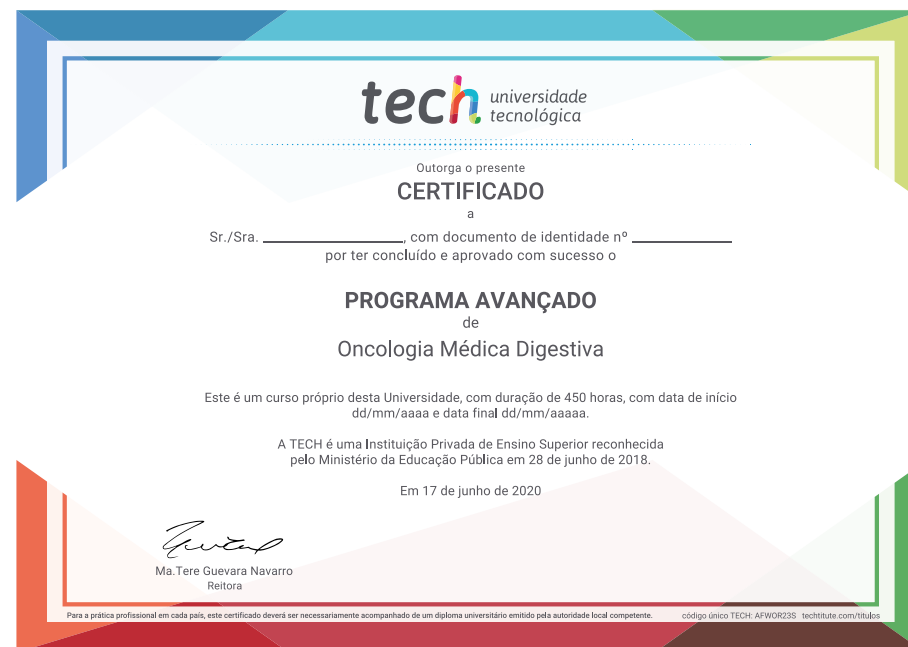 tech universidade
tecnológica
Outorga o presente
CERTIFICADO
a
Sr./Sra. ______________, com documento de identidade nº __________
por ter concluído e aprovado com sucesso o
PROGRAMA AVANÇADO
de
Oncologia Médica Digestiva
Este é um curso próprio desta Universidade, com duração de 450 horas, com data de início
dd/mm/aaaa e data final dd/mm/aaaaa.
A TECH é uma Instituição Privada de Ensino Superior reconhecida
pelo Ministério da Educação Pública em 28 de junho de 2018.
Em 17 de junho de 2020
Ma.Tere Guevara Navarro
Reitora
Para a prática profissional em cada país, este certificado deverá ser necessariamente acompanhado de um diploma universitário emitido pela autoridade local competente. código único TECH: AFWOR23S techtitute.com/titulos